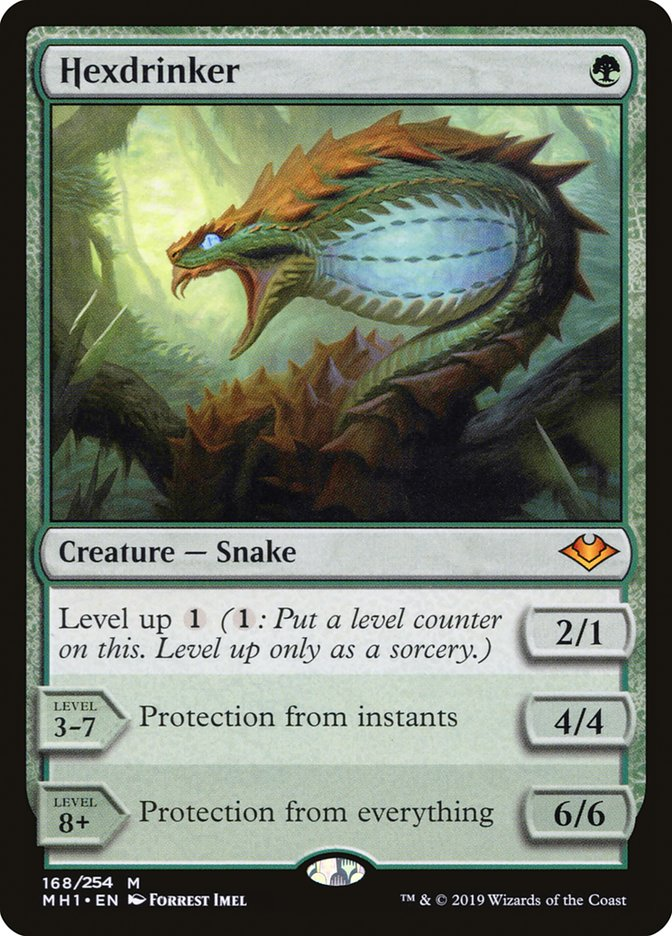 Hexdrinker
Creature — Snake
Level up 1 (1: Put a level counter
on this. Level up only as a sorcery.)
2/1
LEVEL
3-7
Protection from instants
4/4
LEVEL
8+
Protection from everything
6/6
168/254 M
MH1 • EN Forrest Imel
™ & © 2019 Wizards of the Coast